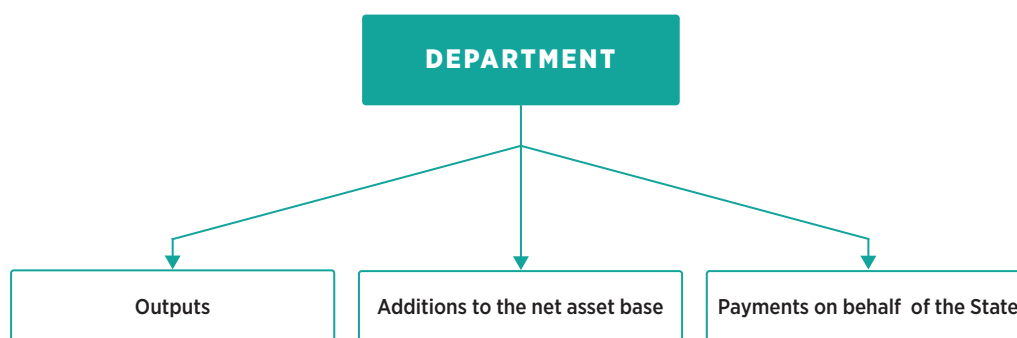 DEPARTMENT
Outputs
Additions to the net asset base
Payments on behalf of the State